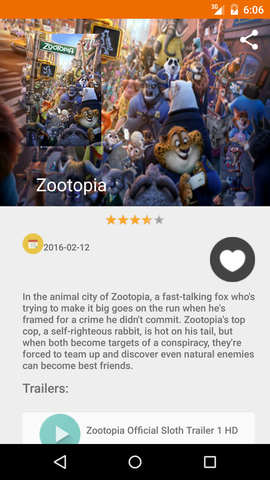 3G 6:06
ZOOTOPIA
Zootopia
2016-02-12
In the animal city of Zootopia, a fast-talking fox who's
trying to make it big goes on the run when he's
framed for a crime he didn't commit. Zootopia's top
cop, a self-righteous rabbit, is hot on his tail, but
when both become targets of a conspiracy, they're
forced to team up and discover even natural enemies
can become best friends.
Trailers:
Zootopia Official Sloth Trailer 1 HD